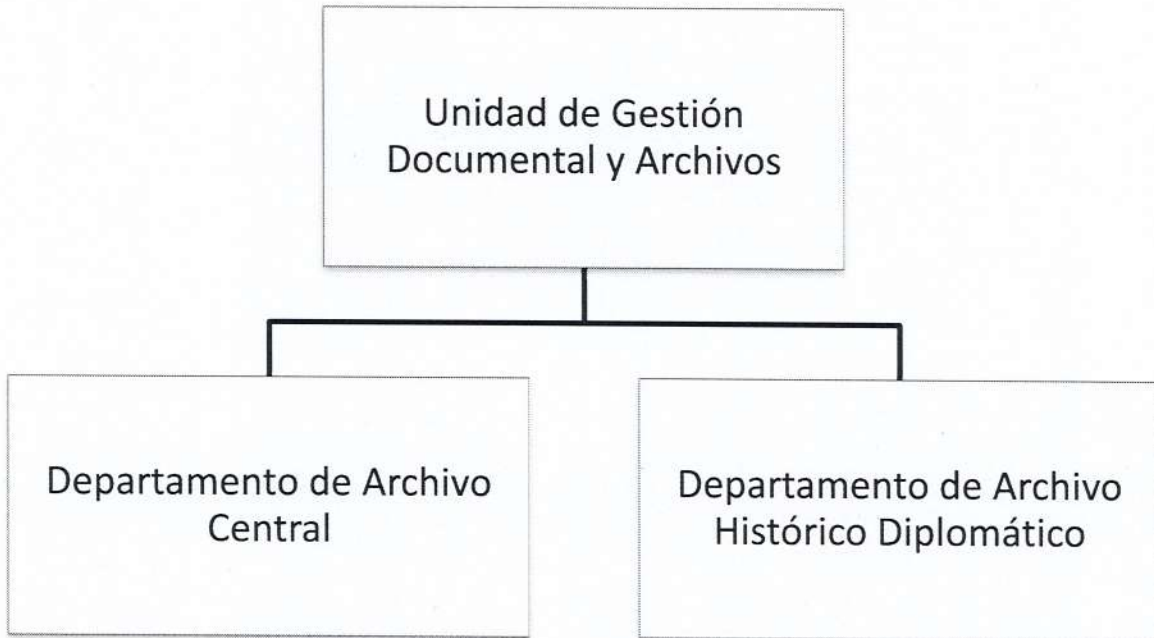 Unidad de Gestión
Documental y Archivos
Departamento de Archivo
Central
Departamento de Archivo
Histórico Diplomático